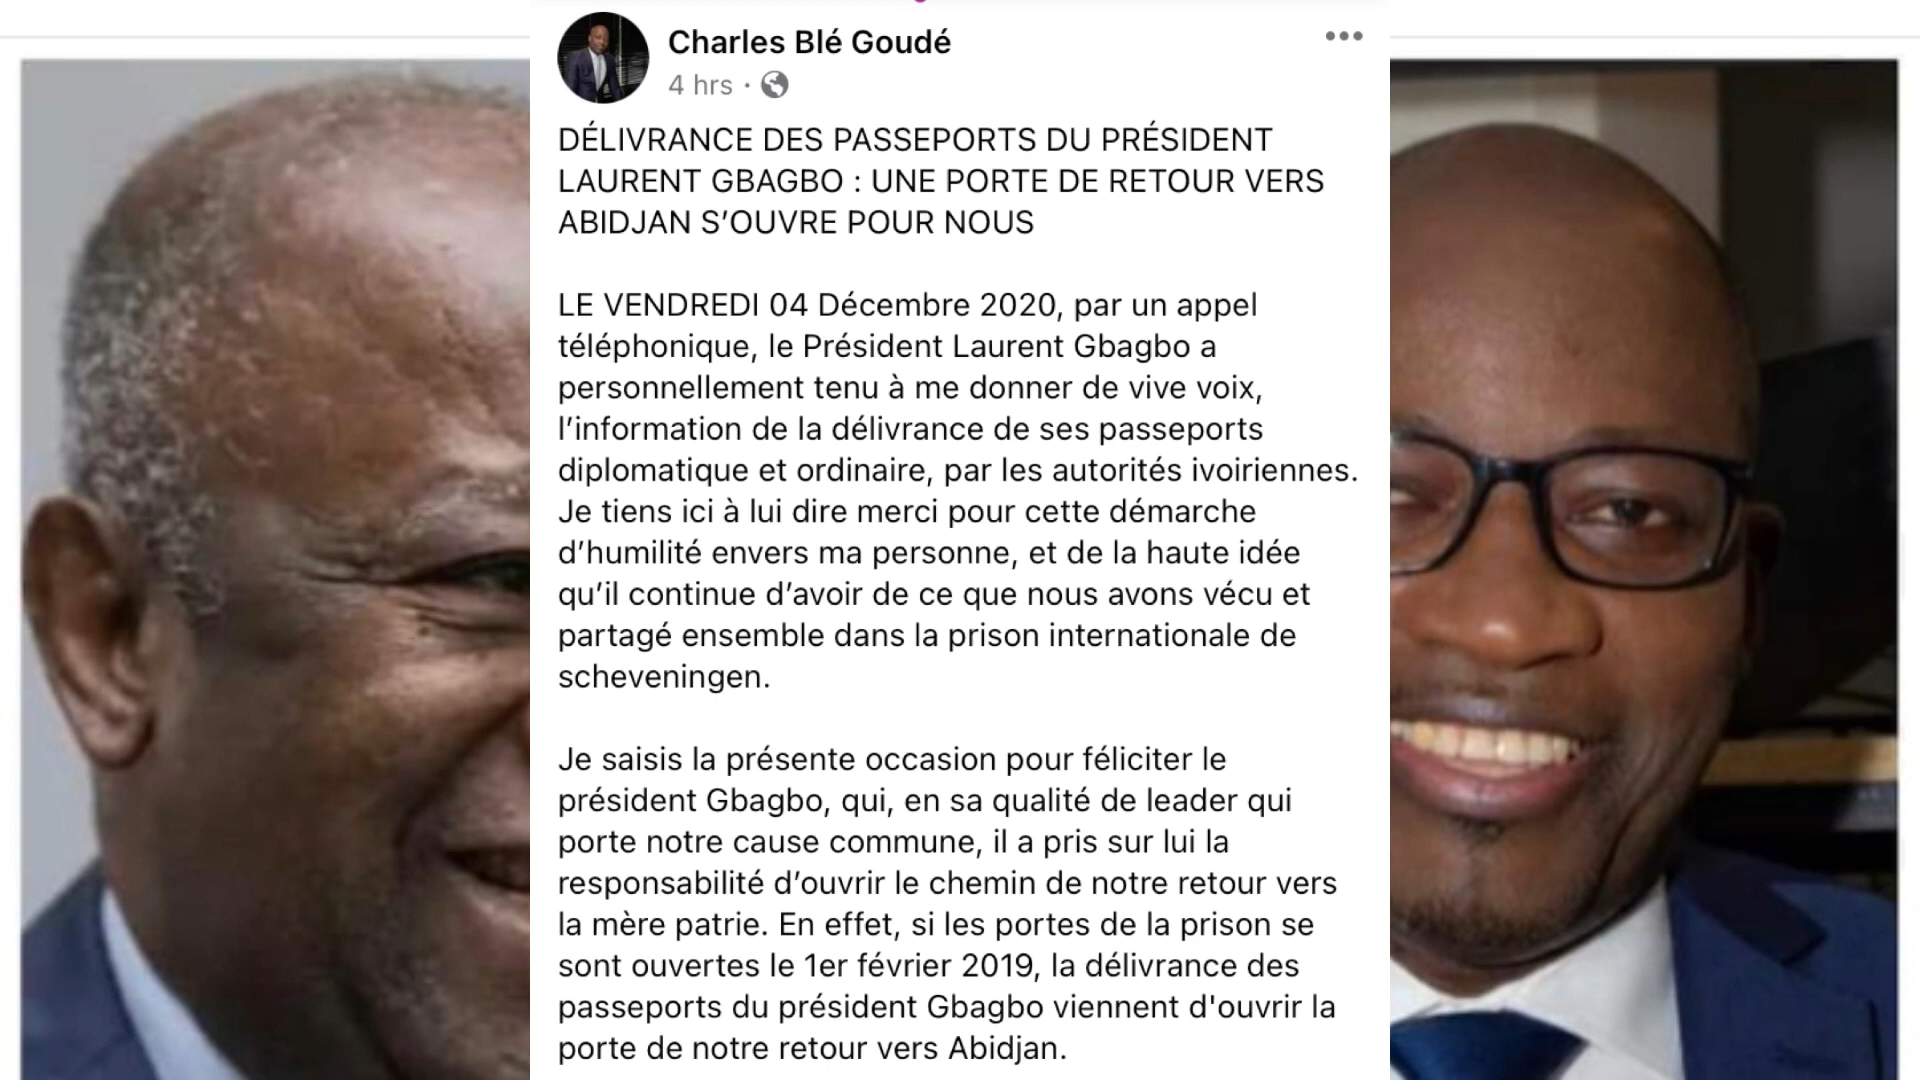 Charles Blé Goudé
4 hrs ·
DÉLIVRANCE DES PASSEPORTS DU PRÉSIDENT
LAURENT GBAGBO : UNE PORTE DE RETOUR VERS
ABIDJAN S’OUVRE POUR NOUS
LE VENDREDI 04 Décembre 2020, par un appel
téléphonique, le Président Laurent Gbagbo a
personnellement tenu à me donner de vive voix,
l’information de la délivrance de ses passeports
diplomatique et ordinaire, par les autorités ivoiriennes.
Je tiens ici à lui dire merci pour cette démarche
d’humilité envers ma personne, et de la haute idée
qu’il continue d’avoir de ce que nous avons vécu et
partagé ensemble dans la prison internationale de
scheveningen.
Je saisis la présente occasion pour féliciter le
président Gbagbo, qui, en sa qualité de leader qui
porte notre cause commune, il a pris sur lui la
responsabilité d’ouvrir le chemin de notre retour vers
la mère patrie. En effet, si les portes de la prison se
sont ouvertes le 1er février 2019, la délivrance des
passeports du président Gbagbo viennent d'ouvrir la
porte de notre retour vers Abidjan.